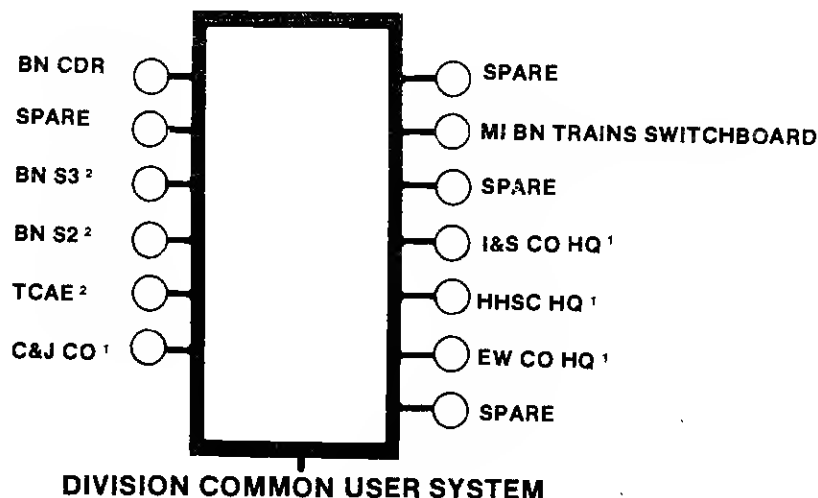 BN CDR
SPARE
BN S3 ²
BN S2 ²
TCAE ²
C&J CO ¹
SPARE
MI BN TRAINS SWITCHBOARD
SPARE
I&S CO HQ ¹
HHSC HQ ¹
EW CO HQ ¹
SPARE
DIVISION COMMON USER SYSTEM